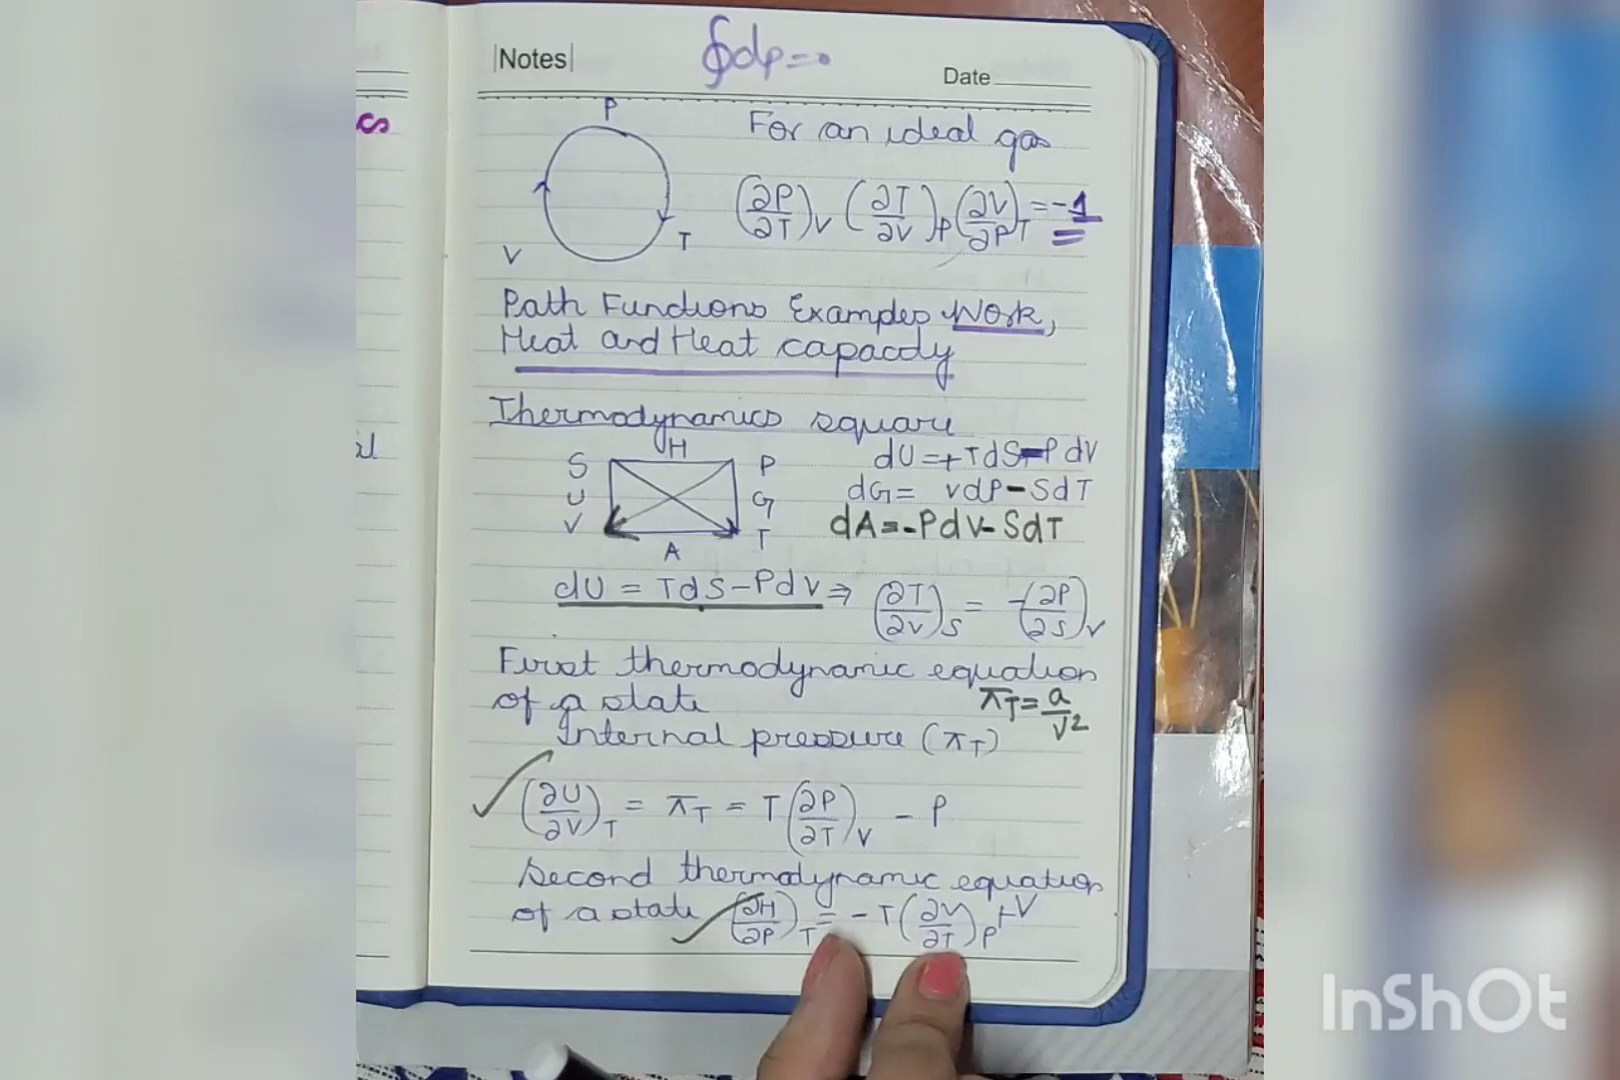 Notes
∮dp=0
Date
P
V
T
For an ideal gas
(∂P/∂T)V (∂T/∂V)P (∂V/∂P)T = -1
Path Functions Examples Work,
Heat and Heat capacity
Thermodynamics square
H
S P
U G
V T
A
dU = + TdS - PdV
dG = VdP - SdT
dA = -PdV - SdT
dU = TdS - PdV ⇒ (∂T/∂V)S = -(∂P/∂S)V
First thermodynamic equation
of a state
πT = a/V²
Internal pressure (πT)
(∂U/∂V)T = πT = T(∂P/∂T)V - P
Second thermodynamic equation
of a state (∂H/∂P)T = -T(∂V/∂T)P + V
InShOt